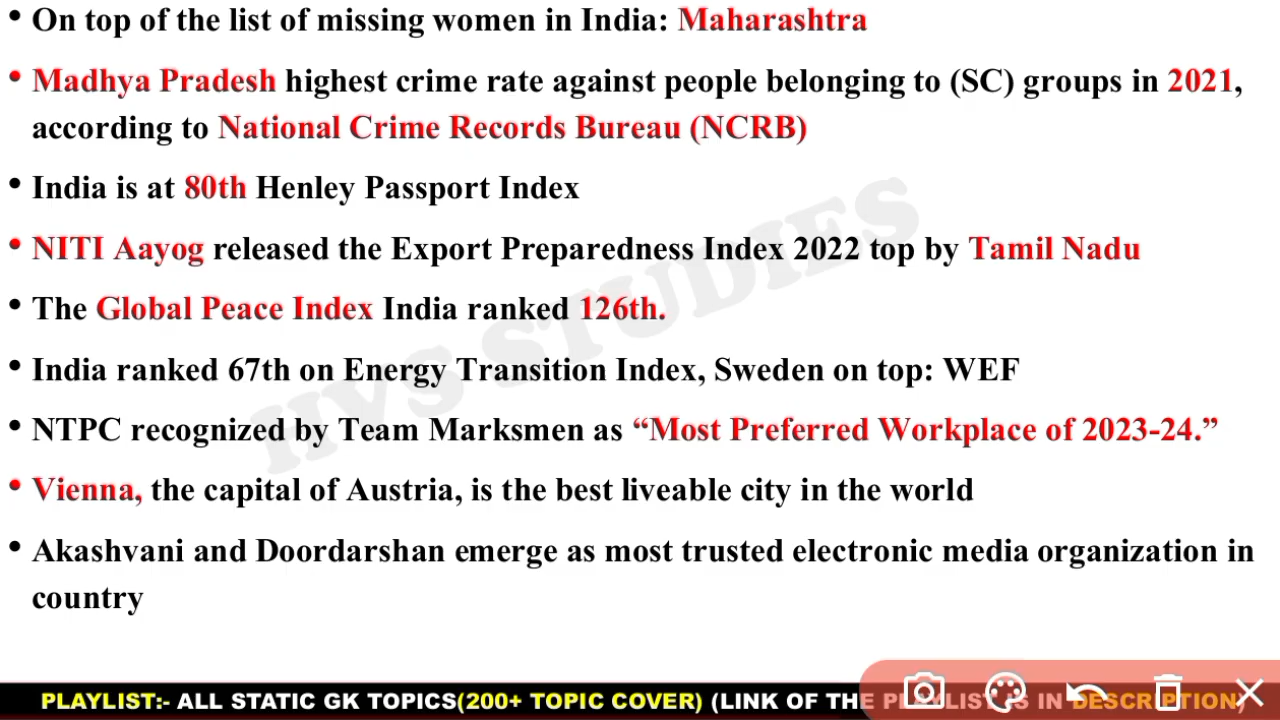 • On top of the list of missing women in India: Maharashtra
• Madhya Pradesh highest crime rate against people belonging to (SC) groups in 2021,
according to National Crime Records Bureau (NCRB)
• India is at 80th Henley Passport Index
• NITI Aayog released the Export Preparedness Index 2022 top by Tamil Nadu
• The Global Peace Index India ranked 126th.
• India ranked 67th on Energy Transition Index, Sweden on top: WEF
• NTPC recognized by Team Marksmen as “Most Preferred Workplace of 2023-24.”
• Vienna, the capital of Austria, is the best liveable city in the world
• Akashvani and Doordarshan emerge as most trusted electronic media organization in
country
HVS STUDIES
PLAYLIST:- ALL STATIC GK TOPICS(200+ TOPIC COVER) (LINK OF THE PLAYLIST IS IN DESCRIPTION)